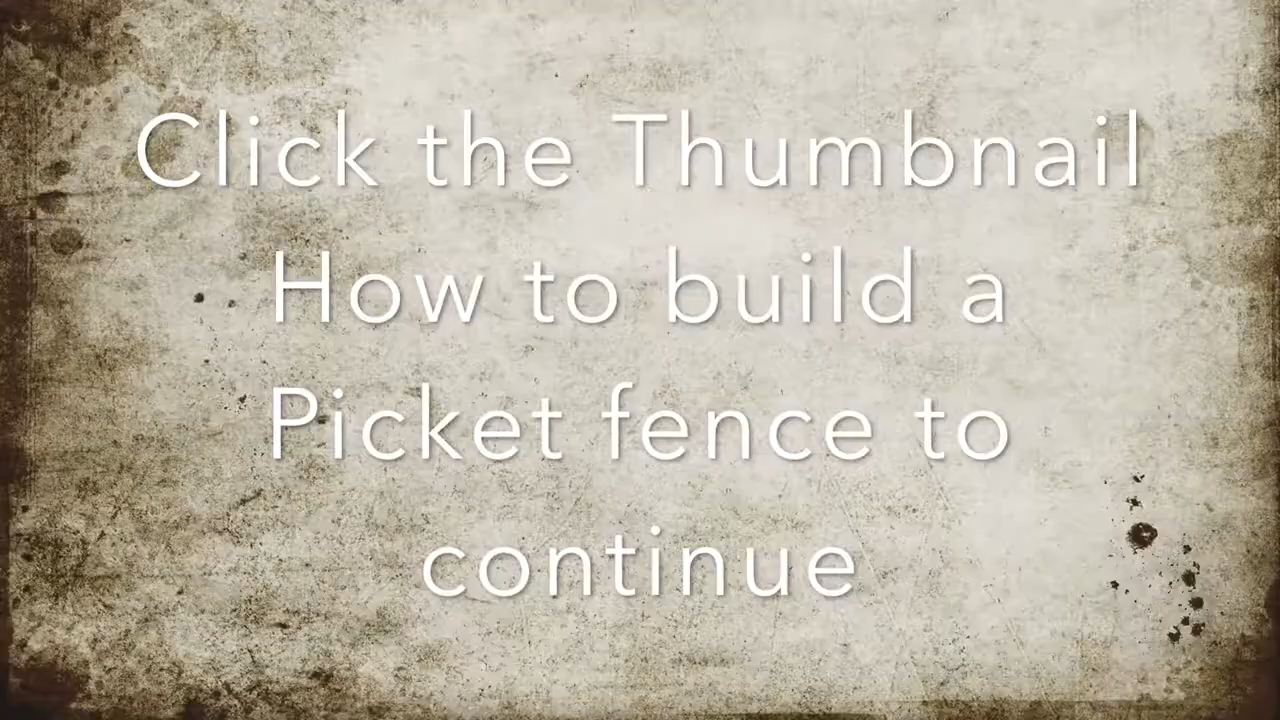 Click the Thumbnail
How to build a
Picket fence to
continue